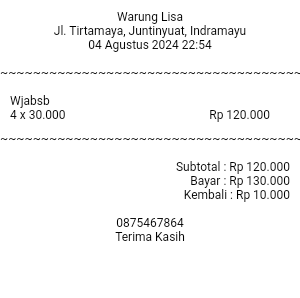 Warung Lisa
Jl. Tirtamaya, Juntinyuat, Indramayu
04 Agustus 2024 22:54
~~~~~~~~~~~~~~~~~~~~~~~~~~~~~~~~~~~~~
Wjabsb
4 x 30.000 Rp 120.000
~~~~~~~~~~~~~~~~~~~~~~~~~~~~~~~~~~~~~
Subtotal : Rp 120.000
Bayar : Rp 130.000
Kembali : Rp 10.000
0875467864
Terima Kasih